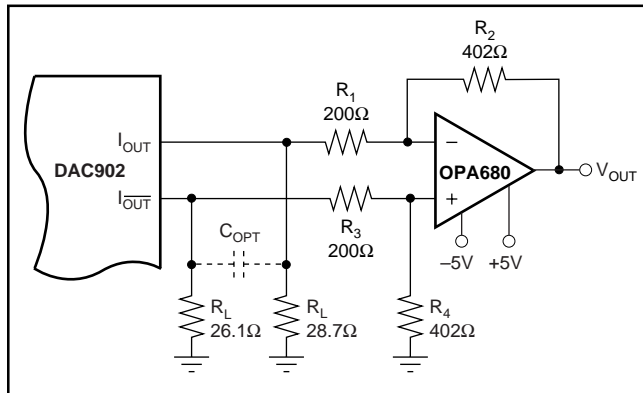 R2
402Ω
R1
200Ω
IOUT
–
DAC902
OPA680
VOUT
IOUT
+
R3
200Ω
COPT
–5V
+5V
RL
26.1Ω
RL
28.7Ω
R4
402Ω